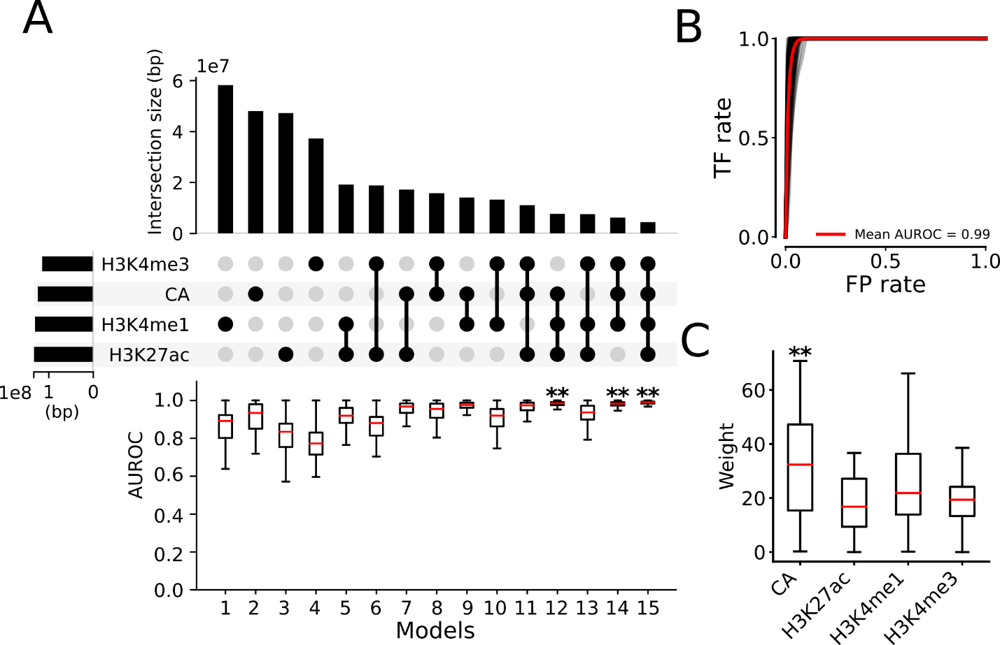 A
1e7
Intersection size (bp)
6
4
2
0
H3K4me3
CA
H3K4me1
H3K27ac
1e8 1 0
(bp)
AUROC
1.0
0.8
0.6
0.4
0.2
0.0
** ** **
1 2 3 4 5 6 7 8 9 10 11 12 13 14 15
Models
B
TF rate
1.0
0.5
0.0
Mean AUROC = 0.99
0.0 0.5 1.0
FP rate
C
**
Weight
60
40
20
0
CA
H3K27ac
H3K4me1
H3K4me3